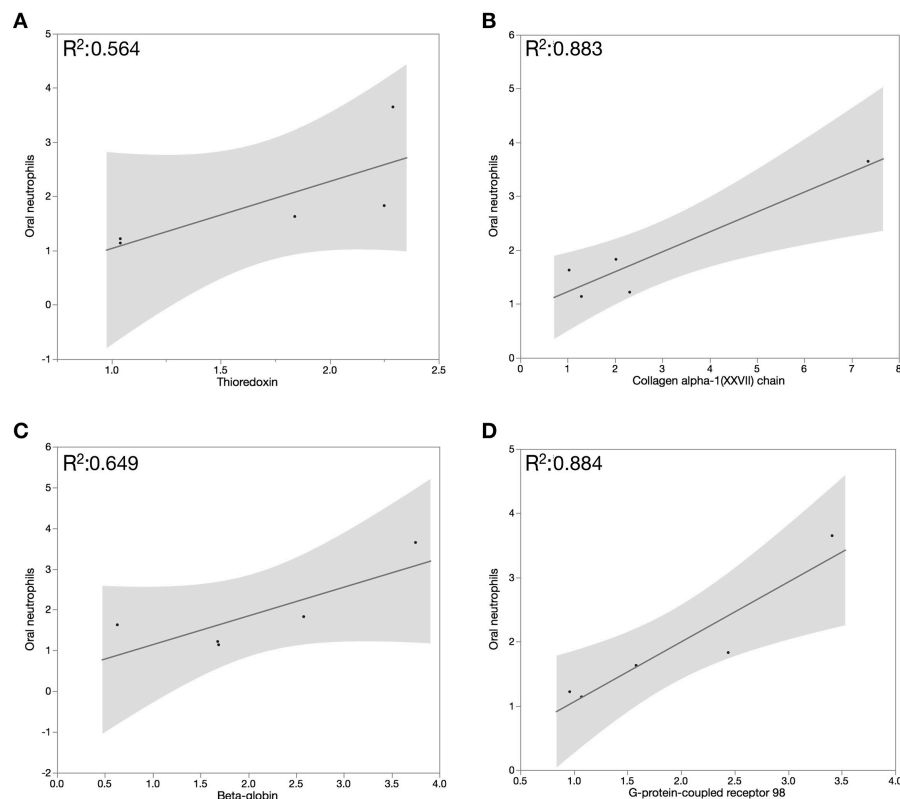 A
R²:0.564
5
4
3
2
1
0
-1
Oral neutrophils
1.0 1.5 2.0 2.5
Thioredoxin
B
R²:0.883
6
5
4
3
2
1
0
Oral neutrophils
0 1 2 3 4 5 6 7 8
Collagen alpha-1(XXVII) chain
C
R²:0.649
6
5
4
3
2
1
0
-1
-2
Oral neutrophils
0.0 0.5 1.0 1.5 2.0 2.5 3.0 3.5 4.0
Beta-globin
D
R²:0.884
5
4
3
2
1
0
Oral neutrophils
0.5 1.0 1.5 2.0 2.5 3.0 3.5 4.0
G-protein-coupled receptor 98